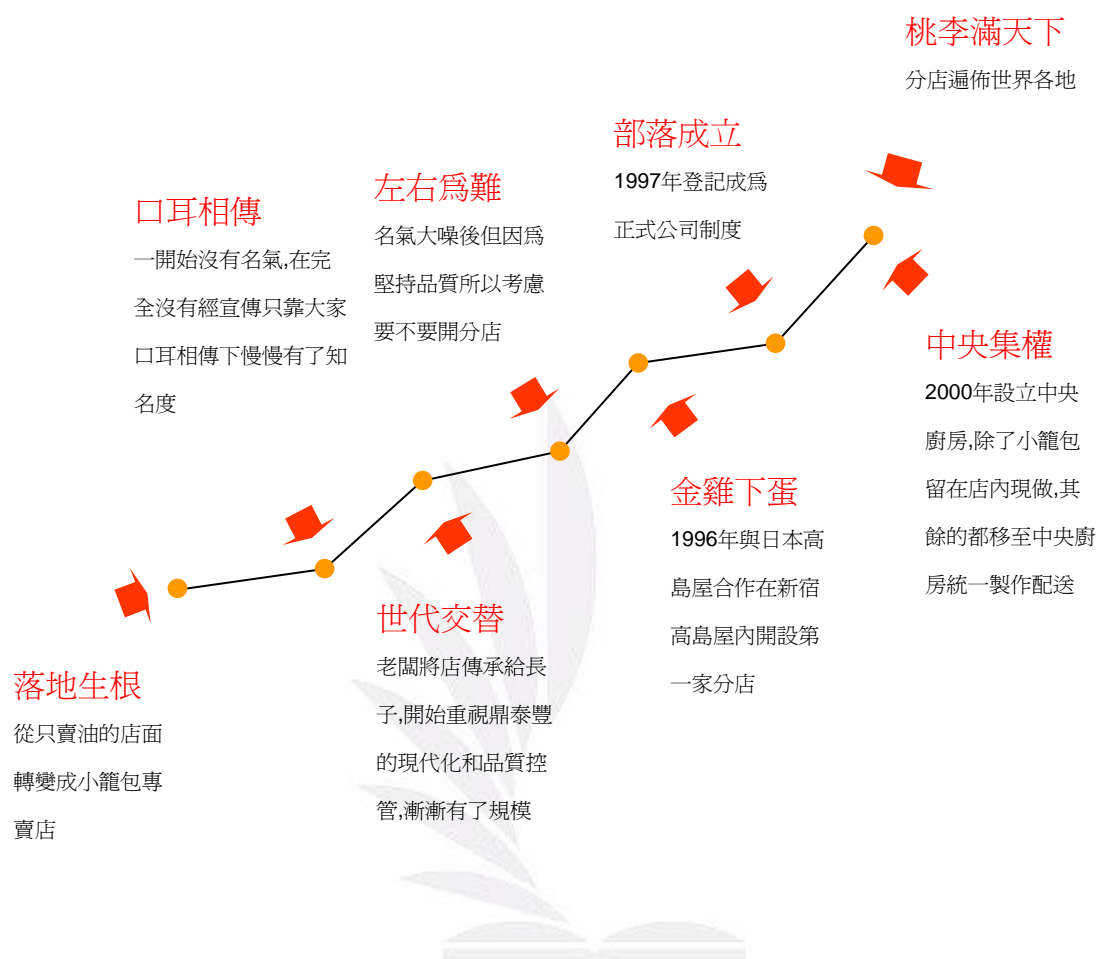 桃李滿天下
分店遍佈世界各地
部落成立
1997年登記成爲
正式公司制度
左右爲難
名氣大噪後但因爲
堅持品質所以考慮
要不要開分店
口耳相傳
一開始沒有名氣,在完
全沒有經宣傳只靠大家
口耳相傳下慢慢有了知
名度
中央集權
2000年設立中央
廚房,除了小籠包
留在店內現做,其
餘的都移至中央廚
房統一製作配送
金雞下蛋
1996年與日本高
島屋合作在新宿
高島屋內開設第
一家分店
世代交替
老闆將店傳承給長
子,開始重視鼎泰豐
的現代化和品質控
管,漸漸有了規模
落地生根
從只賣油的店面
轉變成小籠包專
賣店